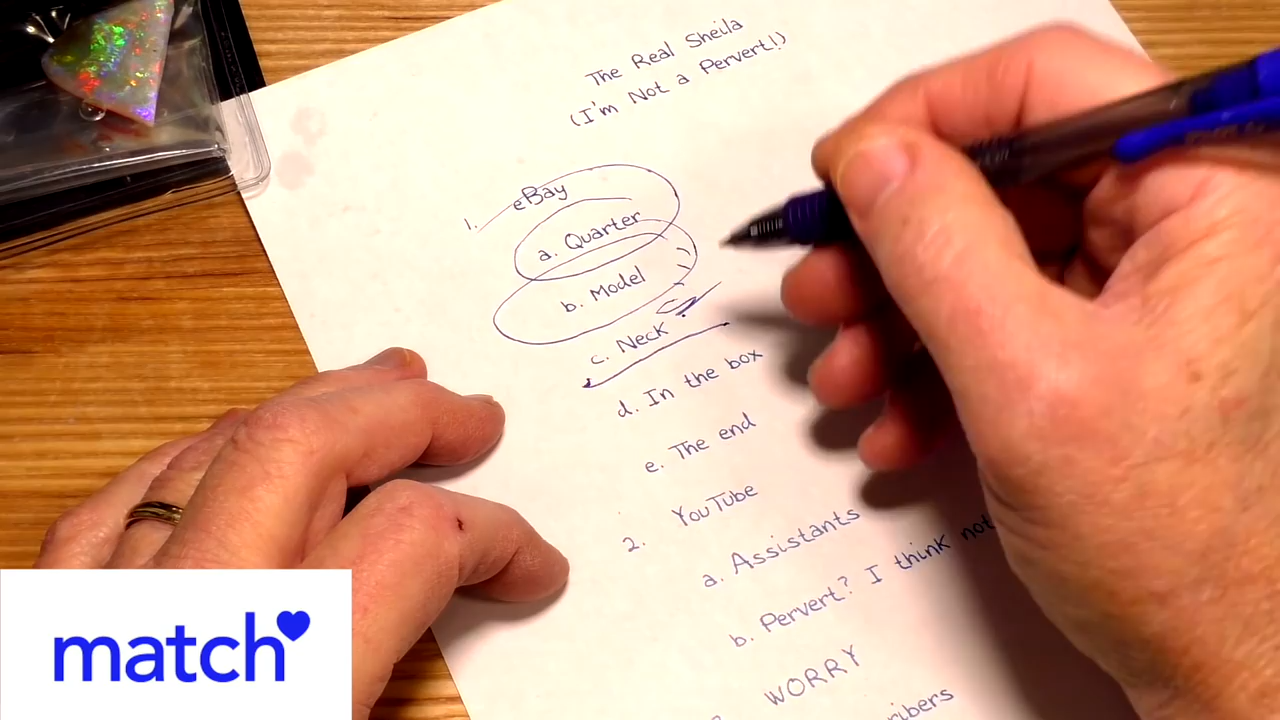 The Real Sheila
(I'm Not a Pervert!)
1. eBay
a. Quarter
b. Model
c. Neck
d. In the box
e. The end
2. YouTube
a. Assistants
b. Pervert? I think not
WORRY
match